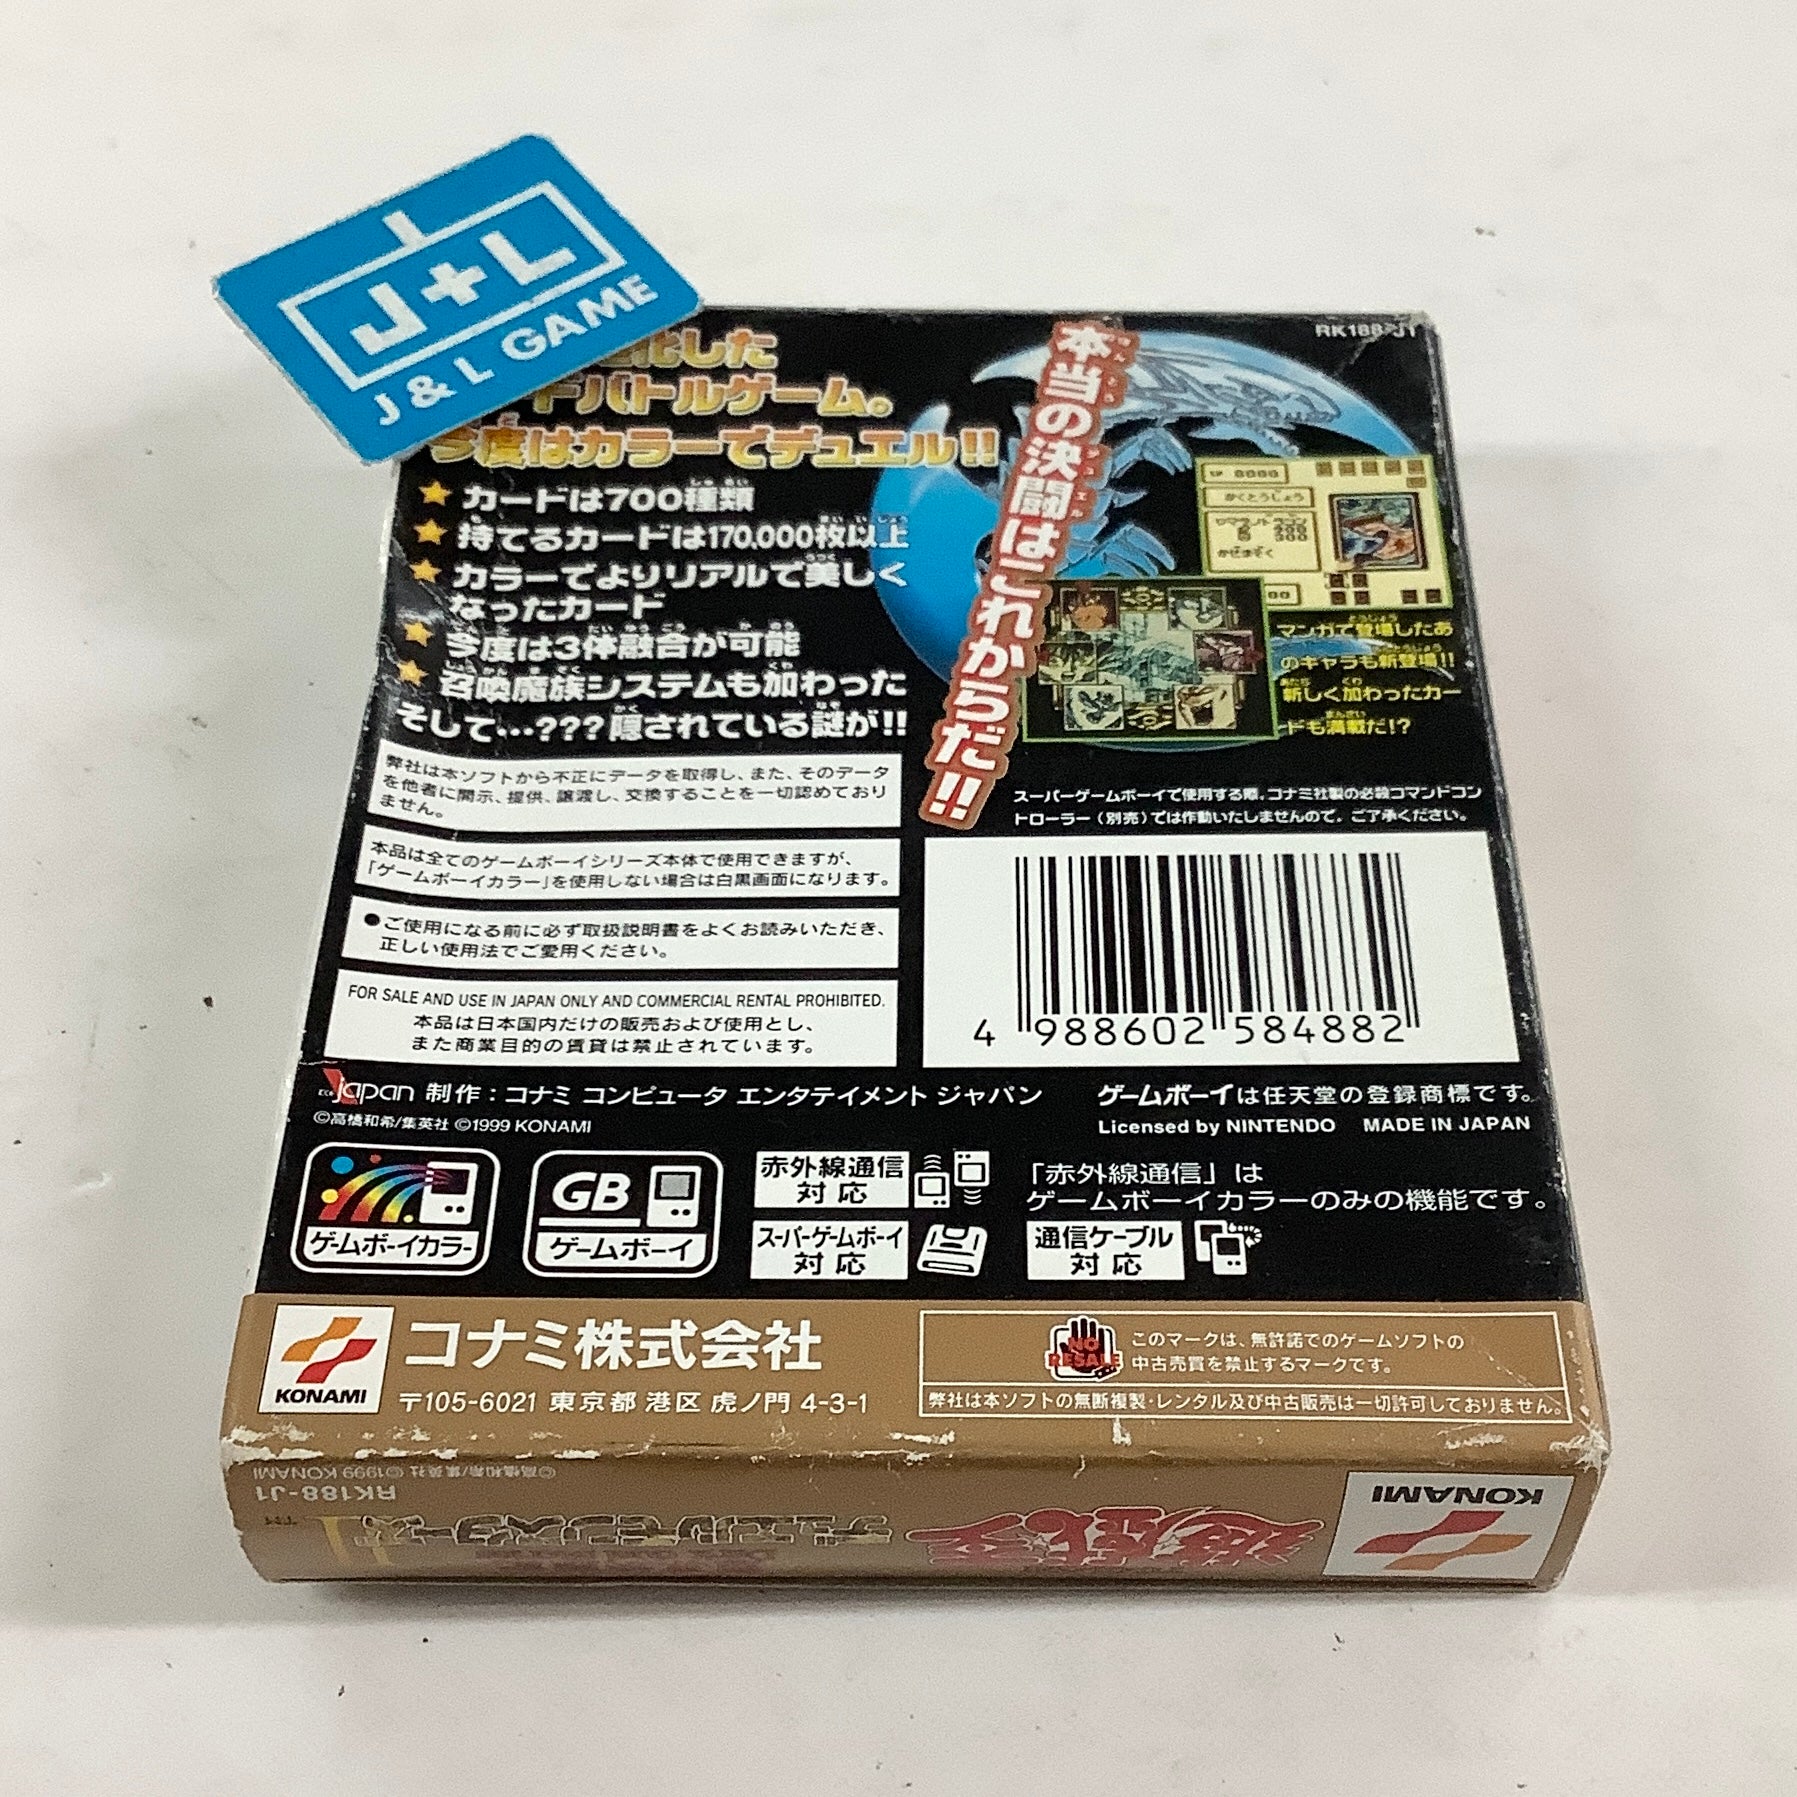 J+L
J & L GAME
RK188-J1
化した
ドバトルゲーム。
今度はカラーでデュエル!!
本当の決闘はこれからだ!!
★カードは700種類
★持てるカードは170,000枚以上
★カラーでよりリアルで美しく
なったカード
★今度は3体融合が可能
★召喚魔族システムも加わった
そして…???隠されている謎が!!
マンガで登場したあ
のキャラも新登場!!
新しく加わったカー
ドも満載だ!?
弊社は本ソフトから不正にデータを取得し、また、そのデータ
を他者に開示、提供、譲渡し、交換することを一切認めており
ません。
本品は全てのゲームボーイシリーズ本体で使用できますが、
「ゲームボーイカラー」を使用しない場合は白黒画面になります。
●ご使用になる前に必ず取扱説明書をよくお読みいただき、
正しい使用法でご愛用ください。
FOR SALE AND USE IN JAPAN ONLY AND COMMERCIAL RENTAL PROHIBITED.
本品は日本国内だけの販売および使用とし、
また商業目的の賃貸は禁止されています。
スーパーゲームボーイで使用する際、コナミ社製の必殺コマンドコン
トローラー(別売)では作動いたしませんので、ご了承ください。
4 988602 584882
Japan 制作:コナミ コンピュータ エンタテイメント ジャパン
©高橋和希/集英社 ©1999 KONAMI
ゲームボーイは任天堂の登録商標です。
Licensed by NINTENDO MADE IN JAPAN
ゲームボーイカラー
GB
ゲームボーイ
赤外線通信
対応
スーパーゲームボーイ
対応
「赤外線通信」は
ゲームボーイカラーのみの機能です。
通信ケーブル
対応
KONAMI
コナミ株式会社
〒105-6021 東京都 港区 虎ノ門 4-3-1
NO
RESALE
このマークは、無許諾でのゲームソフトの
中古売買を禁止するマークです。
弊社は本ソフトの無断複製・レンタル及び中古販売は一切許可しておりません。
©高橋和希/集英社 ©1999 KONAMI
RK188-J1
KONAMI
遊戯王
デュエルモンスターズII